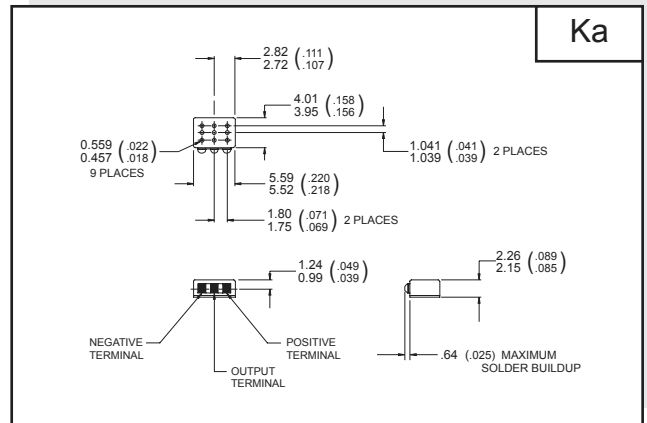 Ka
2.82 (.111
2.72 .107)
4.01 (.158
3.95 .156)
0.559 (.022
0.457 .018)
9 PLACES
1.041 (.041
1.039 .039) 2 PLACES
5.59 (.220
5.52 .218)
1.80 (.071
1.75 .069) 2 PLACES
1.24 (.049
0.99 .039)
2.26 (.089
2.15 .085)
NEGATIVE
TERMINAL
POSITIVE
TERMINAL
OUTPUT
TERMINAL
.64 (.025) MAXIMUM
SOLDER BUILDUP